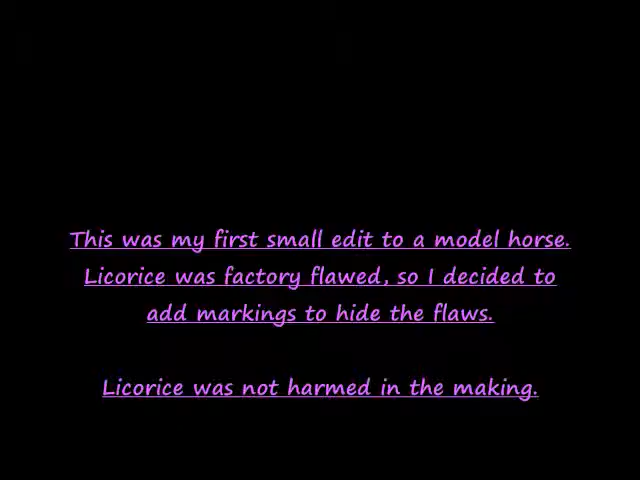 This was my first small edit to a model horse.
Licorice was factory flawed, so I decided to
add markings to hide the flaws.
Licorice was not harmed in the making.